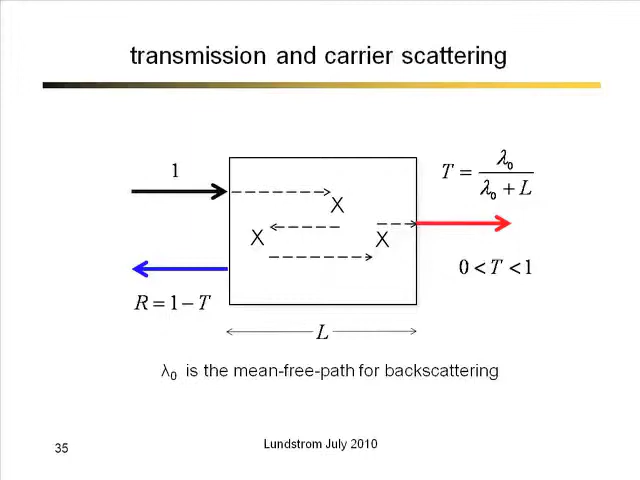 transmission and carrier scattering
1
T = λ₀ / (λ₀ + L)
X
X
X
0 < T < 1
R = 1 − T
L
λ₀ is the mean-free-path for backscattering
35
Lundstrom July 2010